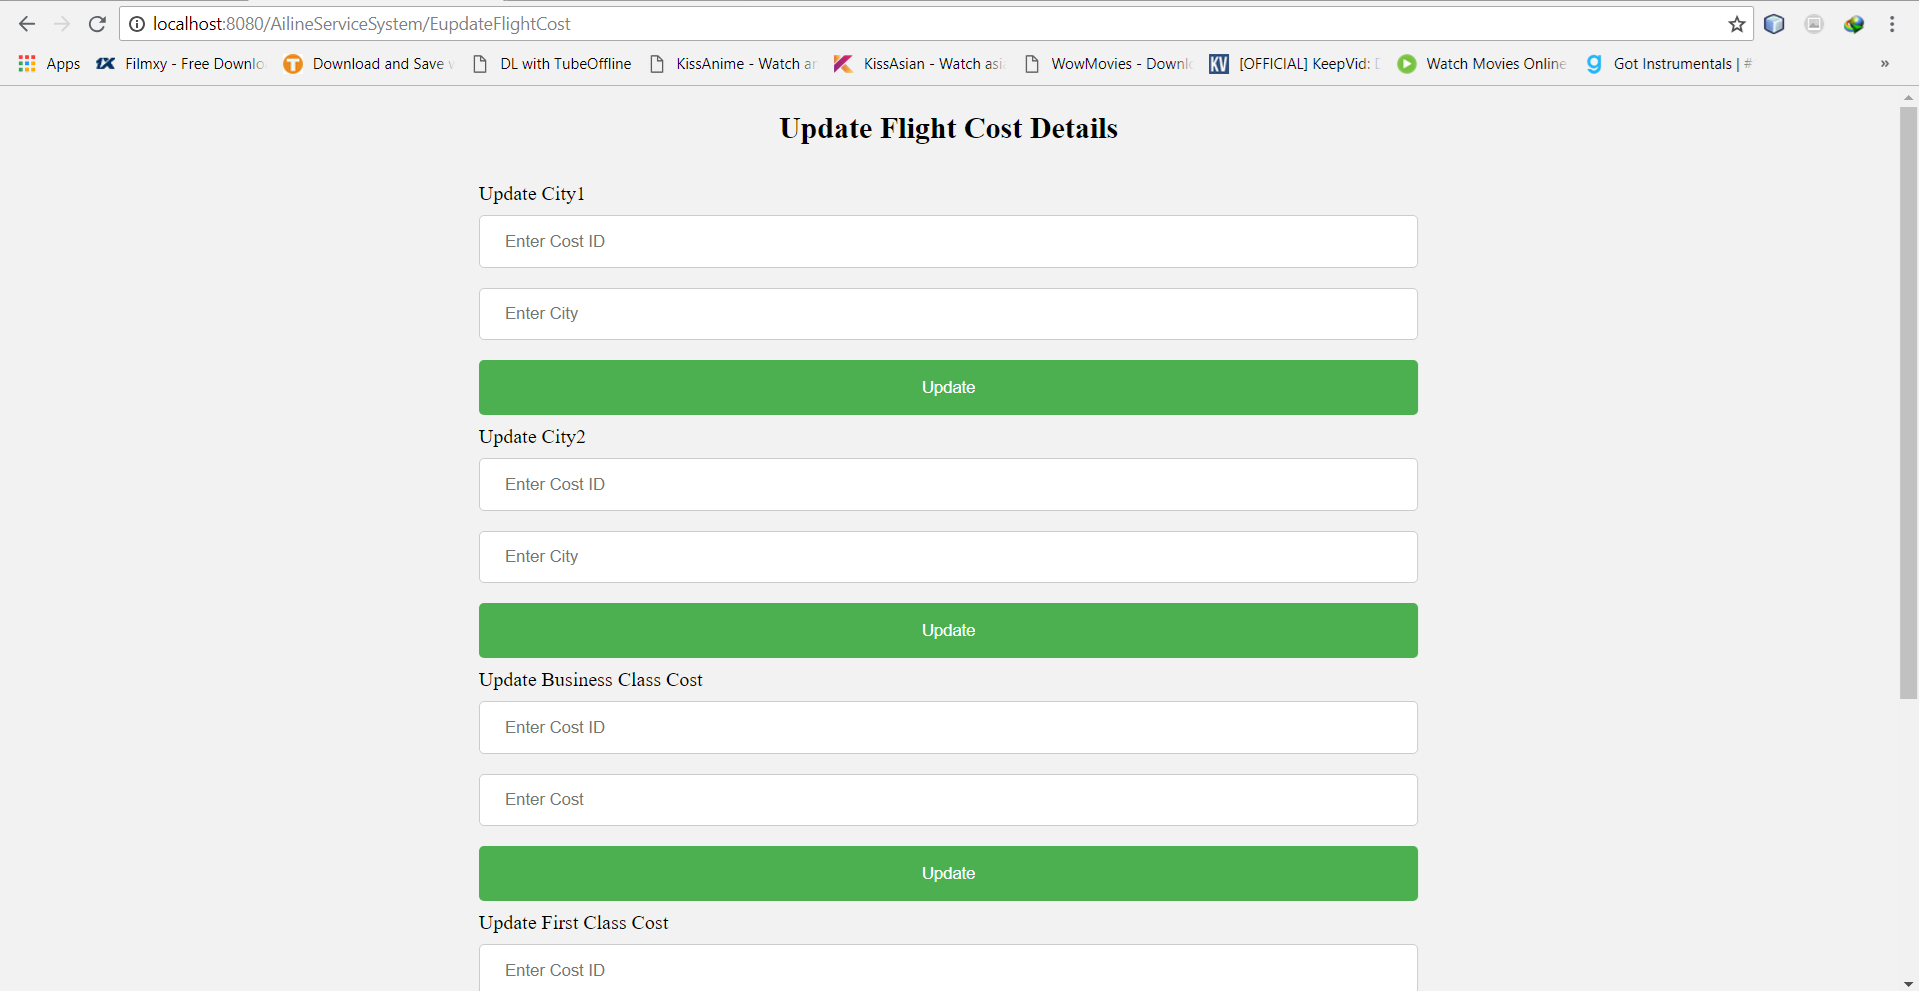 localhost:8080/AilineServiceSystem/EupdateFlightCost
Apps Filmxy - Free Downlo Download and Save DL with TubeOffline KissAnime - Watch KissAsian - Watch WowMovies - Downl KV [OFFICIAL] KeepVid: Watch Movies Online Got Instrumentals | # »
Update Flight Cost Details
Update City1
Enter Cost ID
Enter City
Update
Update City2
Enter Cost ID
Enter City
Update
Update Business Class Cost
Enter Cost ID
Enter Cost
Update
Update First Class Cost
Enter Cost ID